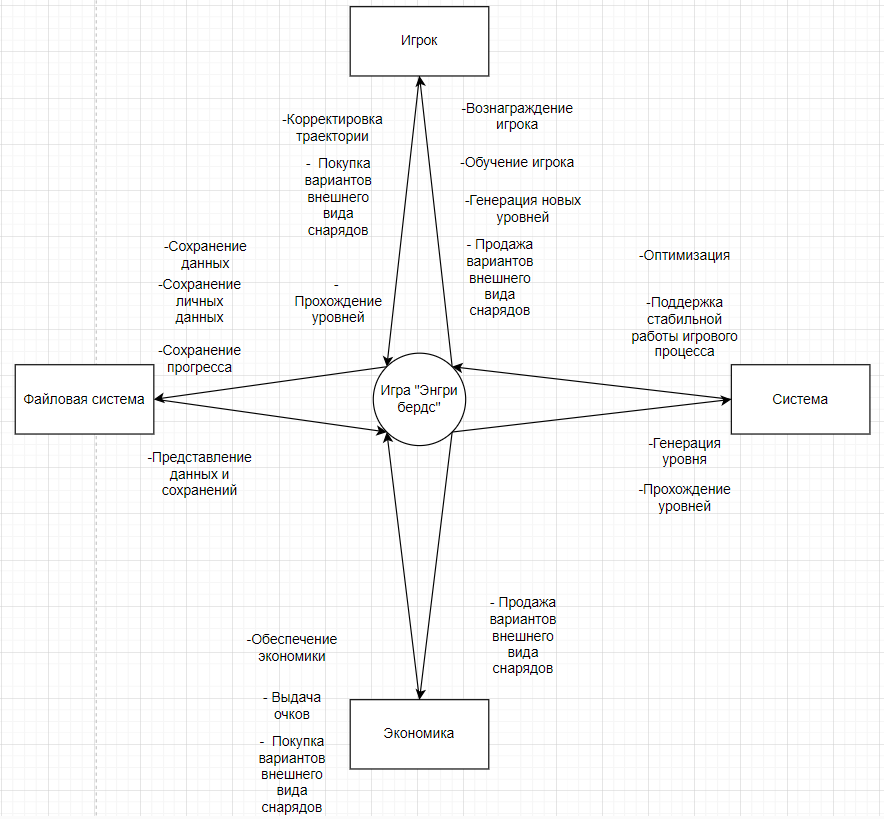 Игрок
-Корректировка
траектории
-  Покупка
вариантов
внешнего
вида
снарядов
-
Прохождение
уровней
-Вознаграждение
игрока
-Обучение игрока
-Генерация новых
уровней
- Продажа
вариантов
внешнего
вида
снарядов
-Сохранение
данных
-Сохранение
личных
данных
-Сохранение
прогресса
-Оптимизация
-Поддержка
стабильной
работы игрового
процесса
Файловая система
Игра "Энгри
бердс"
Система
-Представление
данных и
сохранений
-Генерация
уровня
-Прохождение
уровней
-Обеспечение
экономики
- Выдача
очков
-  Покупка
вариантов
внешнего
вида
снарядов
- Продажа
вариантов
внешнего
вида
снарядов
Экономика